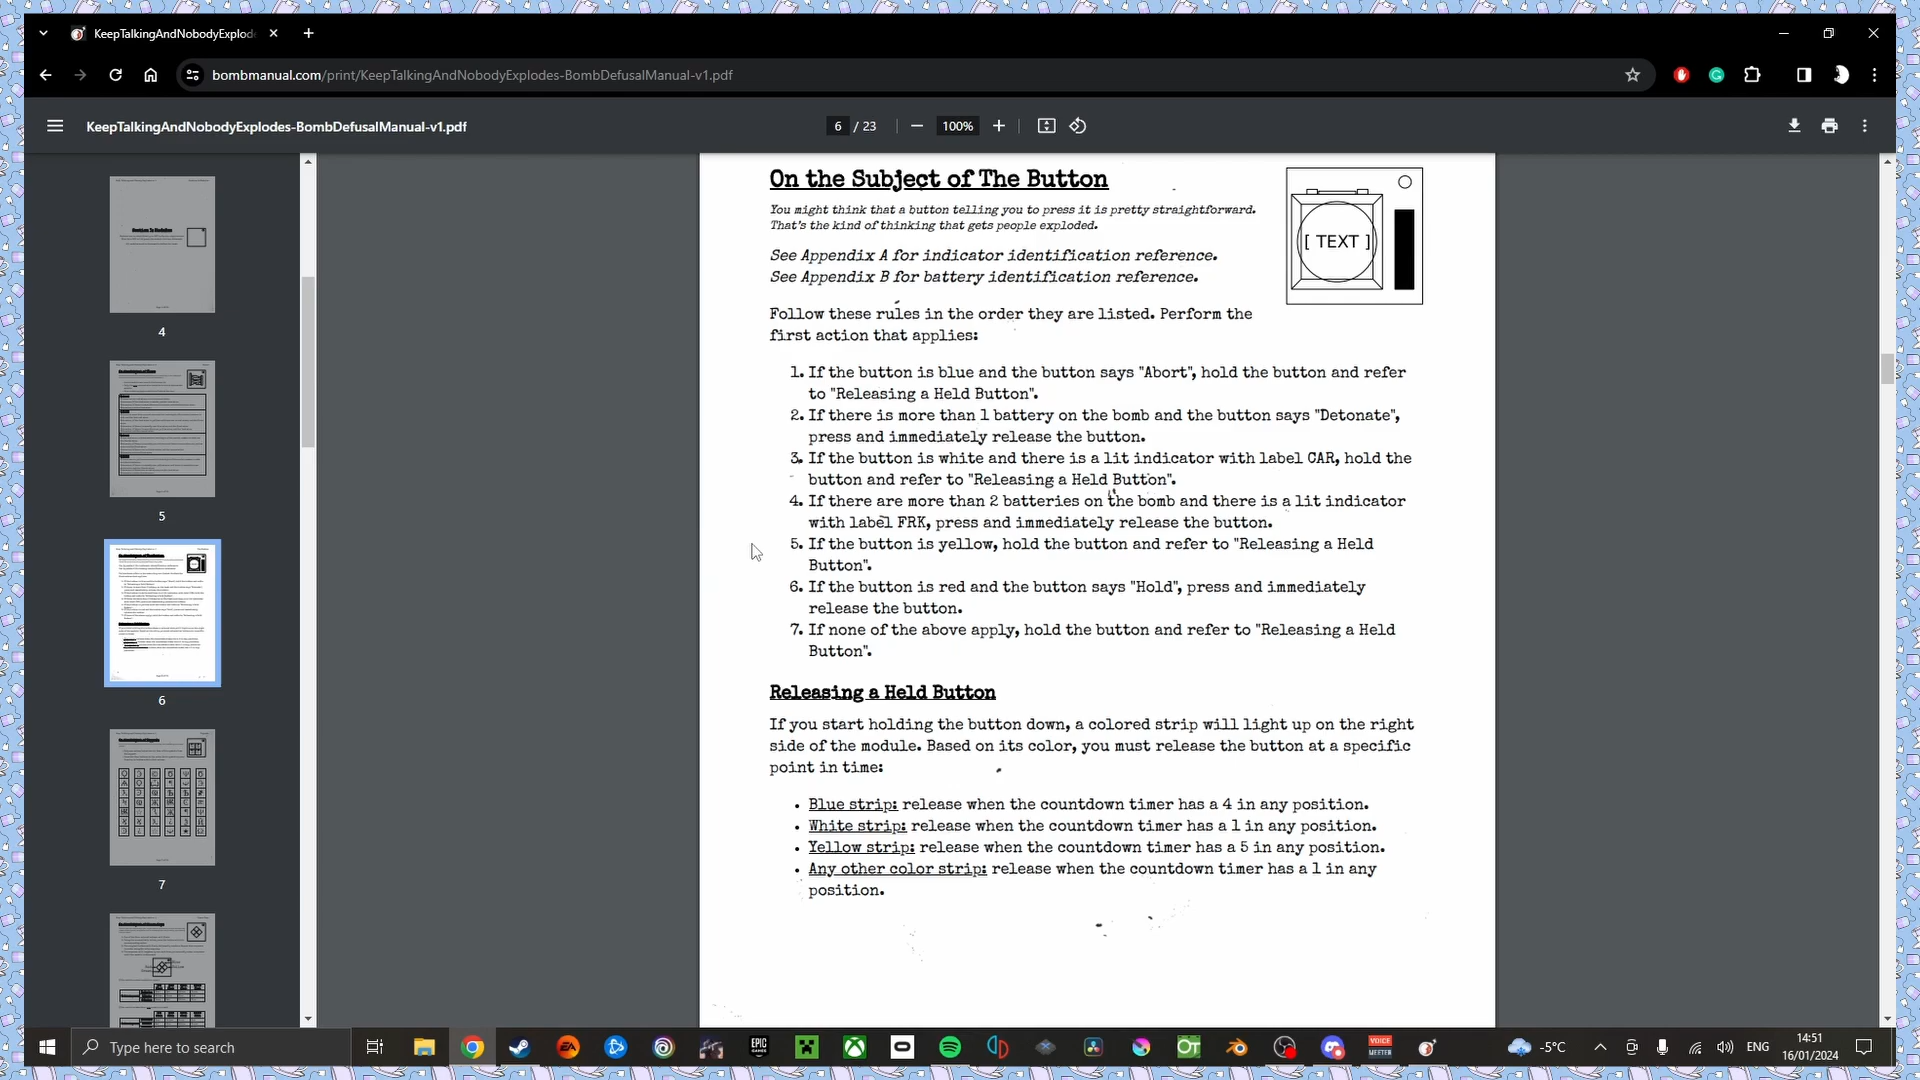 KeepTalkingAndNobodyExplod
bombmanual.com/print/KeepTalkingAndNobodyExplodes-BombDefusalManual-v1.pdf
KeepTalkingAndNobodyExplodes-BombDefusalManual-v1.pdf
6 / 23
100%
4
5
6
7
On the Subject of The Button
You might think that a button telling you to press it is pretty straightforward.
That's the kind of thinking that gets people exploded.
[ TEXT ]
See Appendix A for indicator identification reference.
See Appendix B for battery identification reference.
Follow these rules in the order they are listed. Perform the
first action that applies:
1. If the button is blue and the button says "Abort", hold the button and refer
to "Releasing a Held Button".
2. If there is more than 1 battery on the bomb and the button says "Detonate",
press and immediately release the button.
3. If the button is white and there is a lit indicator with label CAR, hold the
button and refer to "Releasing a Held Button".
4. If there are more than 2 batteries on the bomb and there is a lit indicator
with label FRK, press and immediately release the button.
5. If the button is yellow, hold the button and refer to "Releasing a Held
Button".
6. If the button is red and the button says "Hold", press and immediately
release the button.
7. If none of the above apply, hold the button and refer to "Releasing a Held
Button".
Releasing a Held Button
If you start holding the button down, a colored strip will light up on the right
side of the module. Based on its color, you must release the button at a specific
point in time:
• Blue strip: release when the countdown timer has a 4 in any position.
• White strip: release when the countdown timer has a 1 in any position.
• Yellow strip: release when the countdown timer has a 5 in any position.
• Any other color strip: release when the countdown timer has a 1 in any
position.
Type here to search
EPIC
GAMES
VOICE
MEETER
-5°C
ENG
14:51
16/01/2024